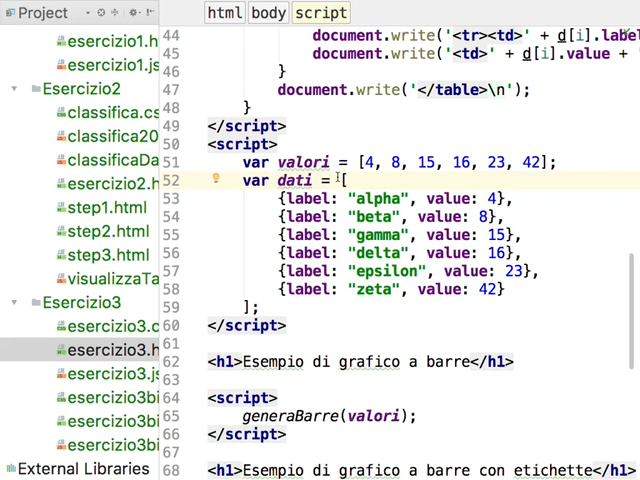 Project
html body script
esercizio1.h
esercizio1.js
Esercizio2
classifica.cs
classifica20
classificaDa
esercizio2.h
step1.html
step2.html
step3.html
visualizzaTa
Esercizio3
esercizio3.c
esercizio3.h
esercizio3.js
esercizio3bi
esercizio3bi
esercizio3bi
External Libraries
44 document.write('<tr><td>' + d[i].label
45 document.write('<td>' + d[i].value + '
46 }
47 document.write('</table>\n');
48 }
49 </script>
50 <script>
51 var valori = [4, 8, 15, 16, 23, 42];
52 var dati = [
53 {label: "alpha", value: 4},
54 {label: "beta", value: 8},
55 {label: "gamma", value: 15},
56 {label: "delta", value: 16},
57 {label: "epsilon", value: 23},
58 {label: "zeta", value: 42}
59 ];
60 </script>
61
62 <h1>Esempio di grafico a barre</h1>
63
64 <script>
65 generaBarre(valori);
66 </script>
67
68 <h1>Esempio di grafico a barre con etichette</h1>